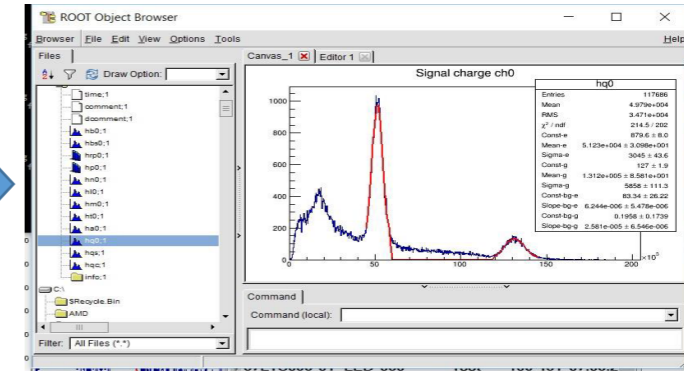 ROOT Object Browser
Browser File Edit View Options Tools
Help
Files
Draw Option:
time;1
comment;1
dcomment;1
hb0;1
hbs0;1
hrp0;1
hp0;1
hn0;1
hl0;1
hm0;1
ht0;1
ha0;1
hq0;1
hqs;1
hqc;1
info;1
C:\
$Recycle.Bin
AMD
Filter: All Files (*.*)
Canvas_1 Editor 1
Signal charge ch0
hq0
Entries 117686
Mean 4.979e+004
RMS 3.471e+004
χ² / ndf 214.5 / 202
Const-e 879.6 ± 8.0
Mean-e 5.123e+004 ± 3.098e+001
Sigma-e 3045 ± 43.6
Const-g 127 ± 1.9
Mean-g 1.312e+005 ± 8.581e+001
Sigma-g 5858 ± 111.3
Const-bg-e 83.34 ± 26.22
Slope-bg-e 6.244e-006 ± 5.478e-006
Const-bg-g 0.1958 ± 0.1739
Slope-bg-g 2.581e-005 ± 6.546e-006
1000
800
600
400
200
0
0 50 100 150 200
×10³
Command
Command (local):